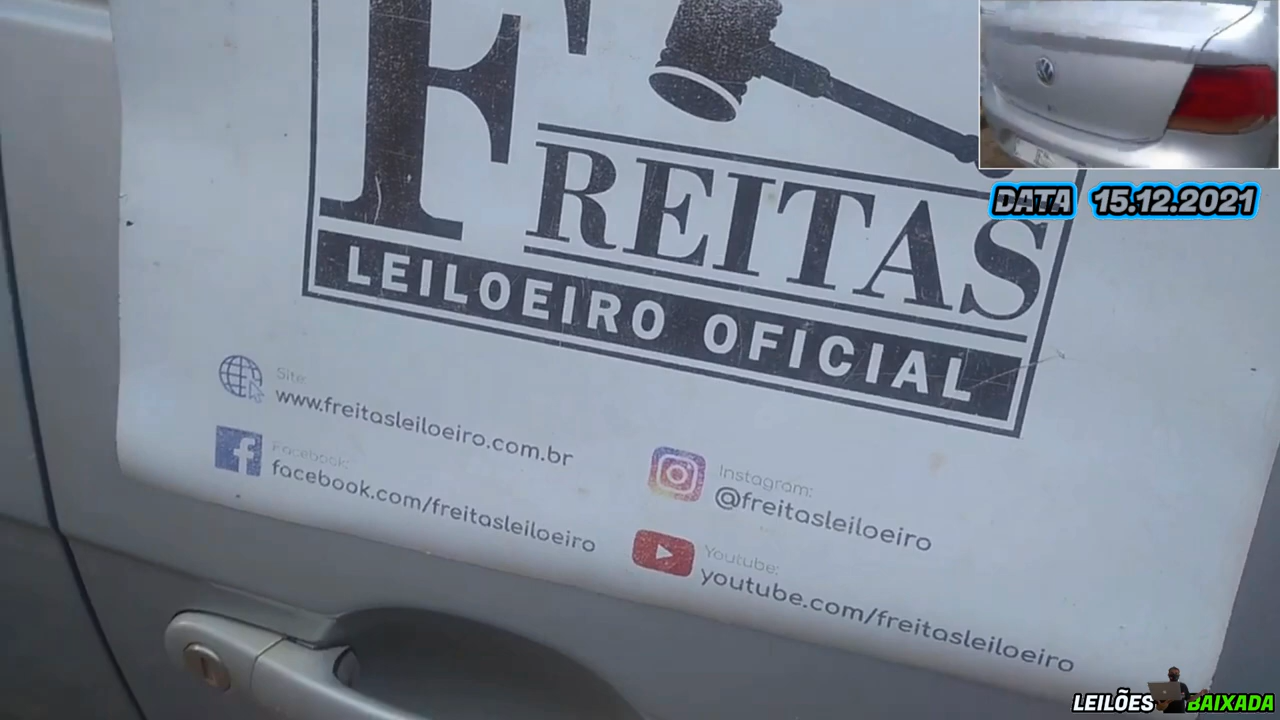 FREITAS
LEILOEIRO OFICIAL
DATA 15.12.2021
Site:
www.freitasleiloeiro.com.br
Facebook:
facebook.com/freitasleiloeiro
Instagram:
@freitasleiloeiro
Youtube:
youtube.com/freitasleiloeiro
LEILÕES BAIXADA